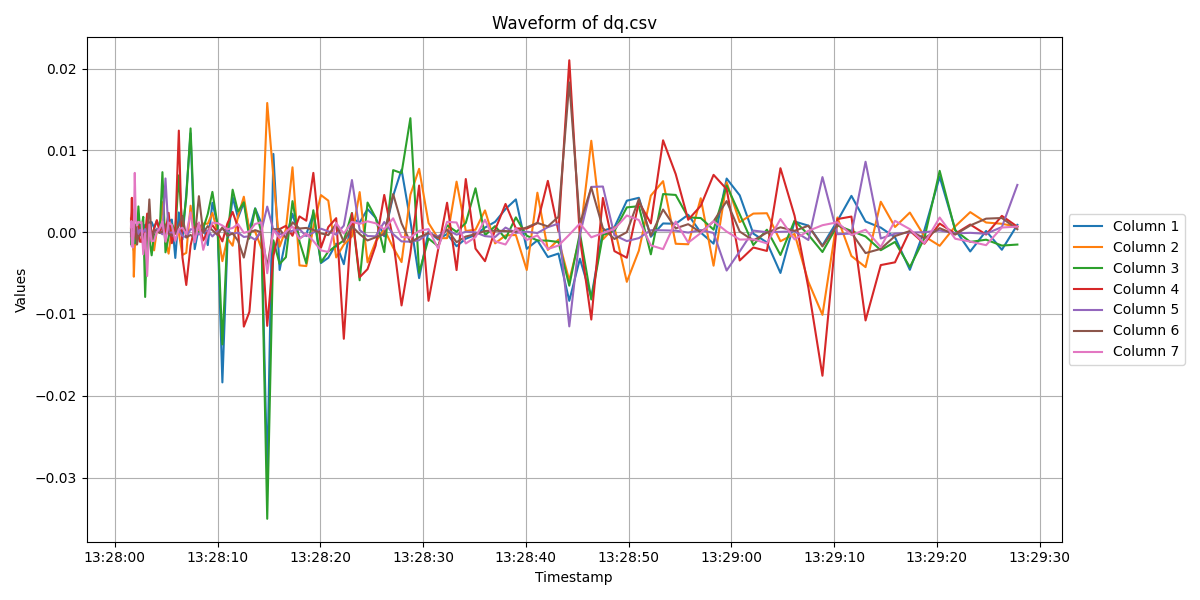 Waveform of dq.csv
Values
0.02
0.01
0.00
−0.01
−0.02
−0.03
13:28:00
13:28:10
13:28:20
13:28:30
13:28:40
13:28:50
13:29:00
13:29:10
13:29:20
13:29:30
Timestamp
Column 1
Column 2
Column 3
Column 4
Column 5
Column 6
Column 7